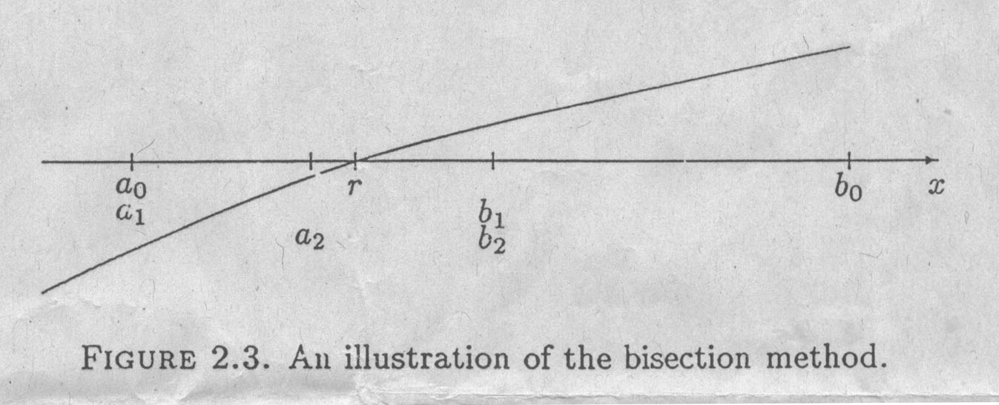 a₀ r b₀ x
a₁ b₁
a₂ b₂
FIGURE 2.3. An illustration of the bisection method.